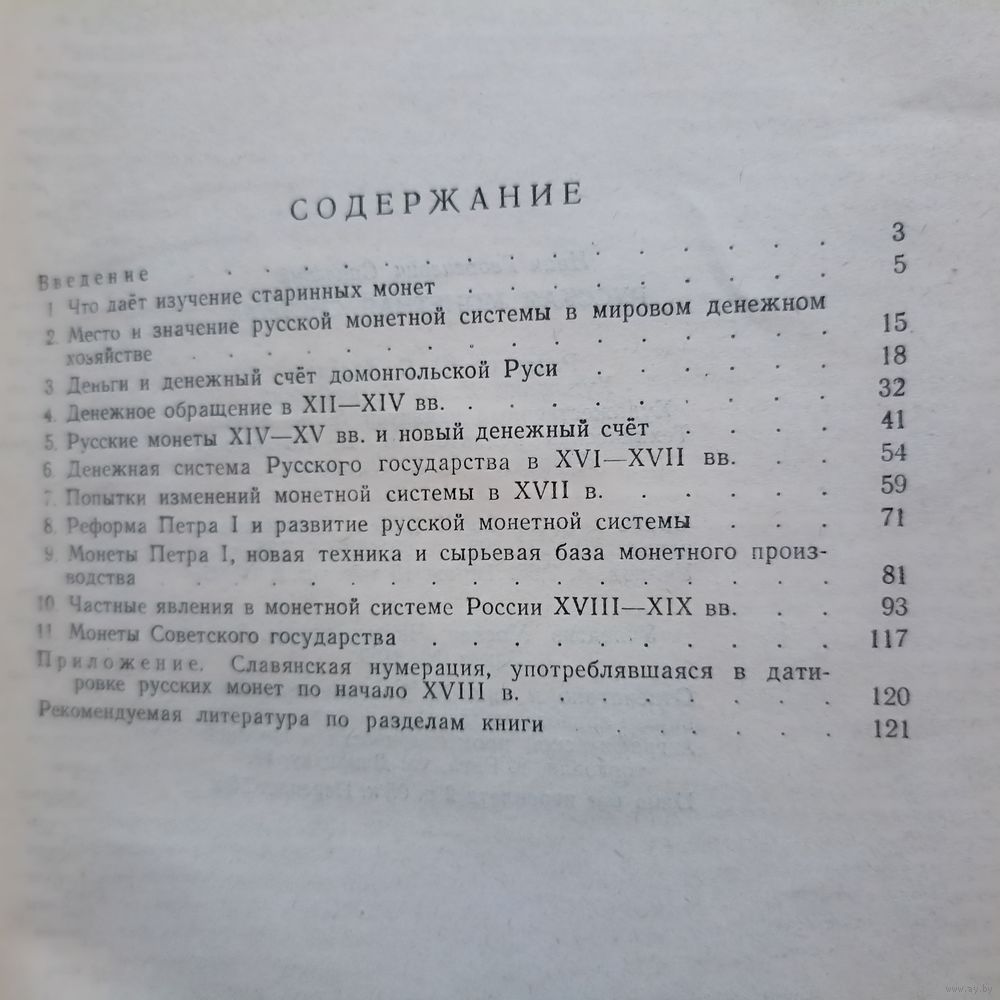 СОДЕРЖАНИЕ
Введение . . . . . . . . . . . . . . . . 3
1 Что даёт изучение старинных монет . . . . . . . . . 5
2. Место и значение русской монетной системы в мировом денежном
хозяйстве . . . . . . . . . . . . . . . . 15
3 Деньги и денежный счёт домонгольской Руси . . . . . . 18
4. Денежное обращение в XII—XIV вв. . . . . . . . . . 32
5. Русские монеты XIV—XV вв. и новый денежный счёт . . . . 41
6. Денежная система Русского государства в XVI—XVII вв. . . 54
7. Попытки изменений монетной системы в XVII в. . . . . . 59
8. Реформа Петра I и развитие русской монетной системы . . . 71
9. Монеты Петра I, новая техника и сырьевая база монетного произ-
водства . . . . . . . . . . . . . . . . 81
10. Частные явления в монетной системе России XVIII—XIX вв. . . 93
11 Монеты Советского государства . . . . . . . . . . 117
Приложение. Славянская нумерация, употреблявшаяся в дати-
ровке русских монет по начало XVIII в. . . . . . . . 120
Рекомендуемая литература по разделам книги . . . . . . 121
www.ay.by